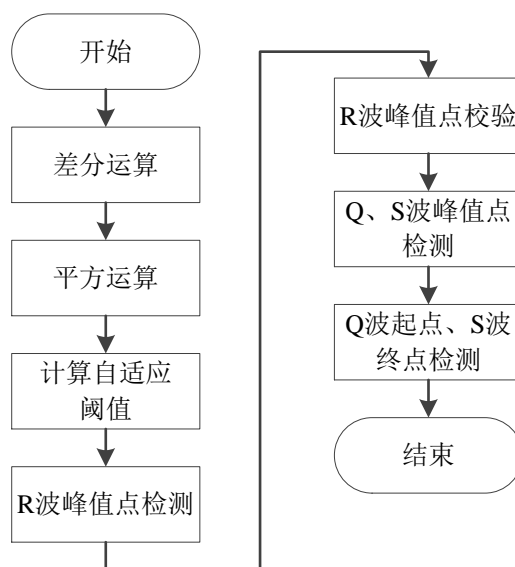 开始
差分运算
平方运算
计算自适应
阈值
R波峰值点检测
R波峰值点校验
Q、S波峰值点
检测
Q波起点、S波
终点检测
结束